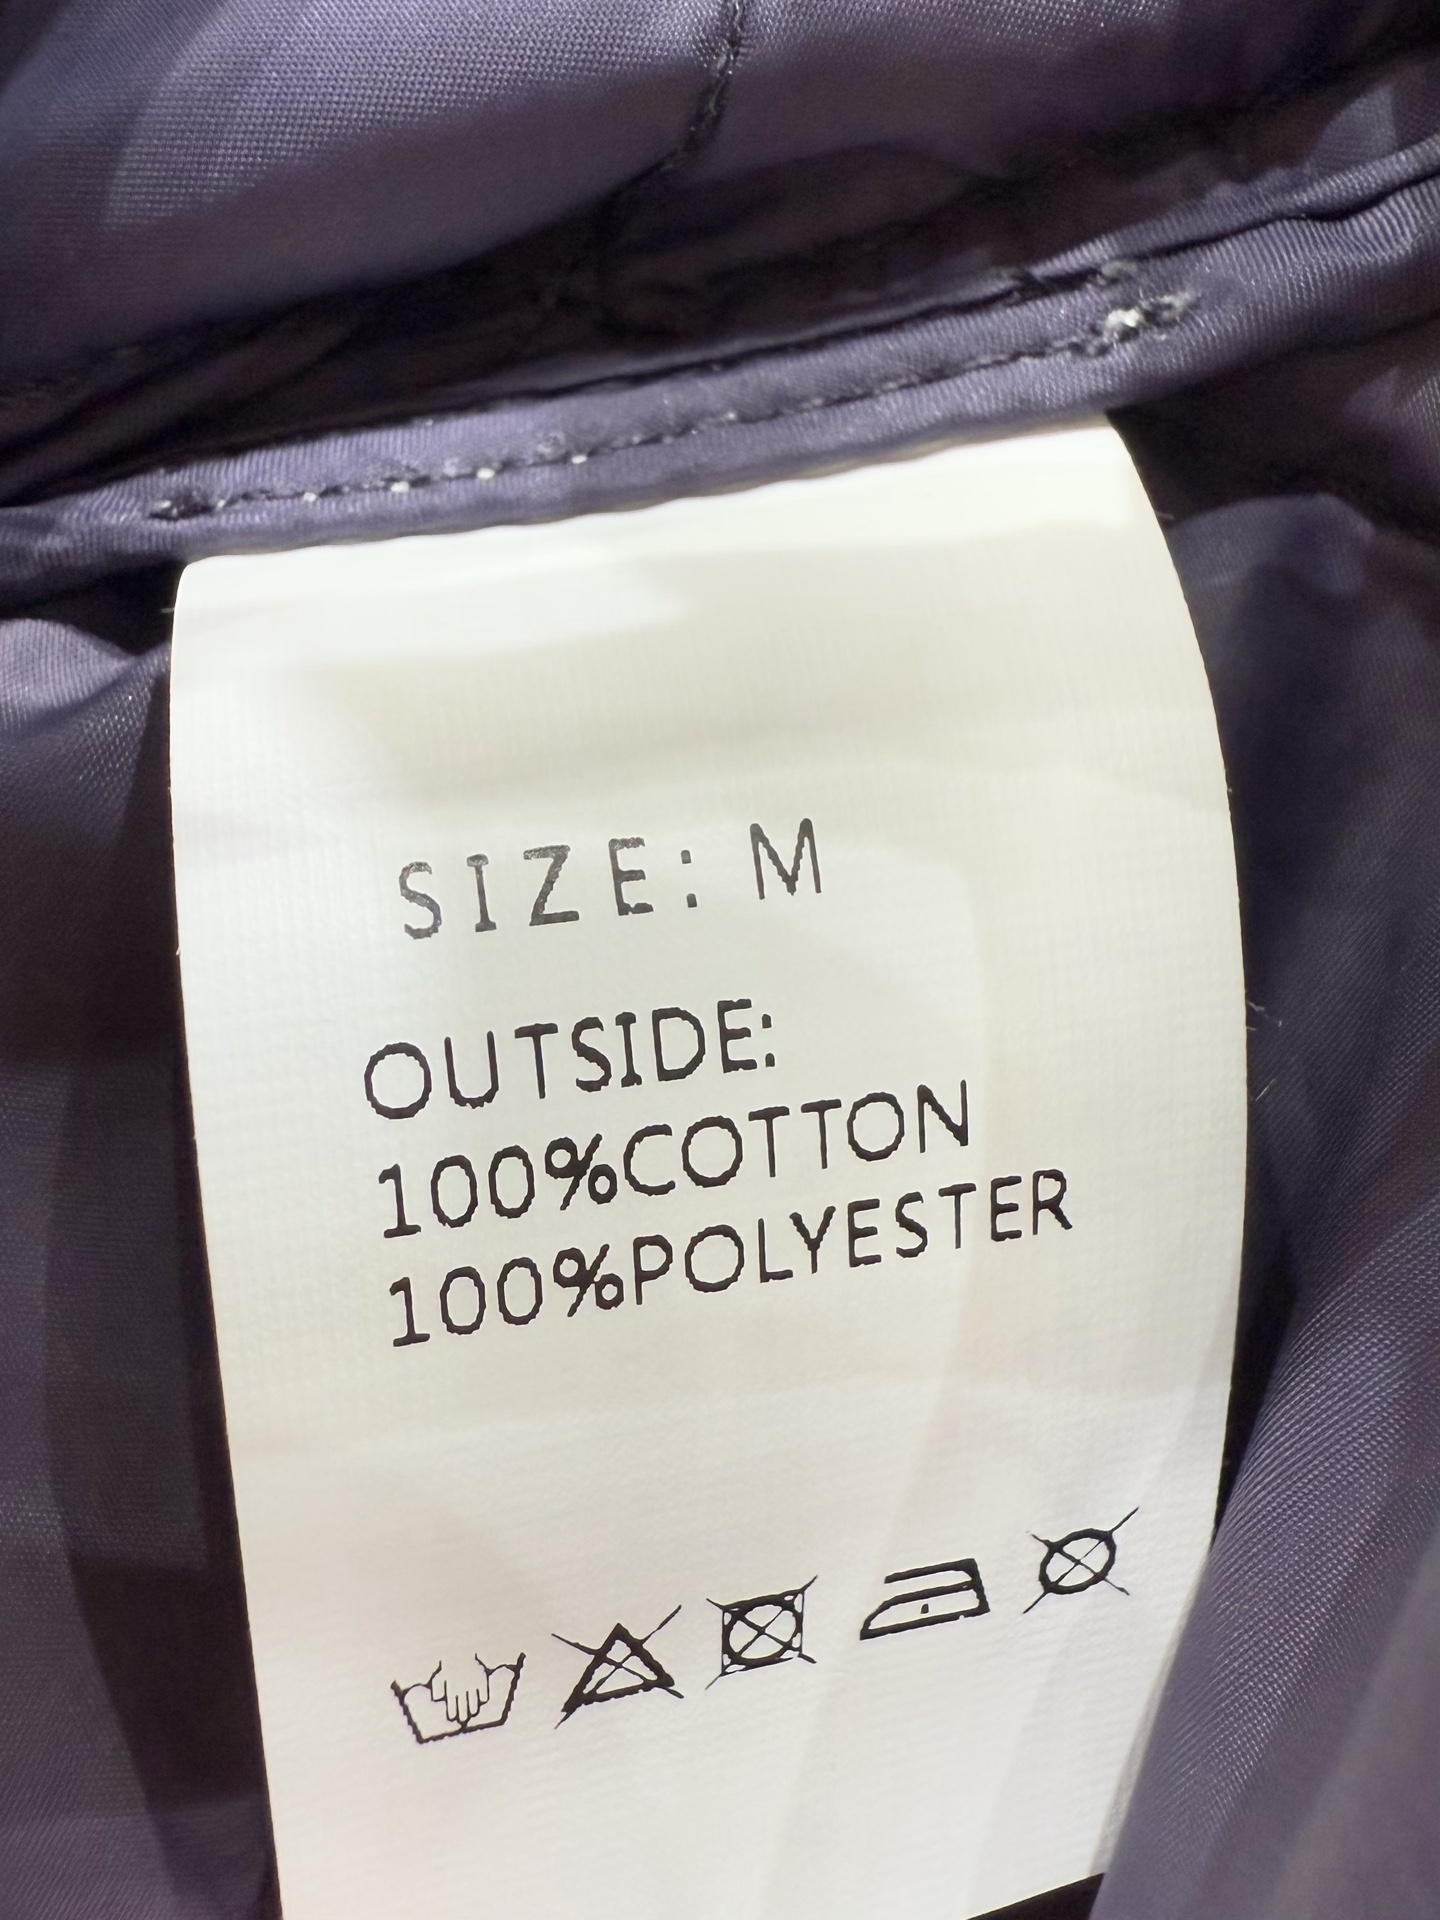 SIZE: M
OUTSIDE:
100%COTTON
100%POLYESTER